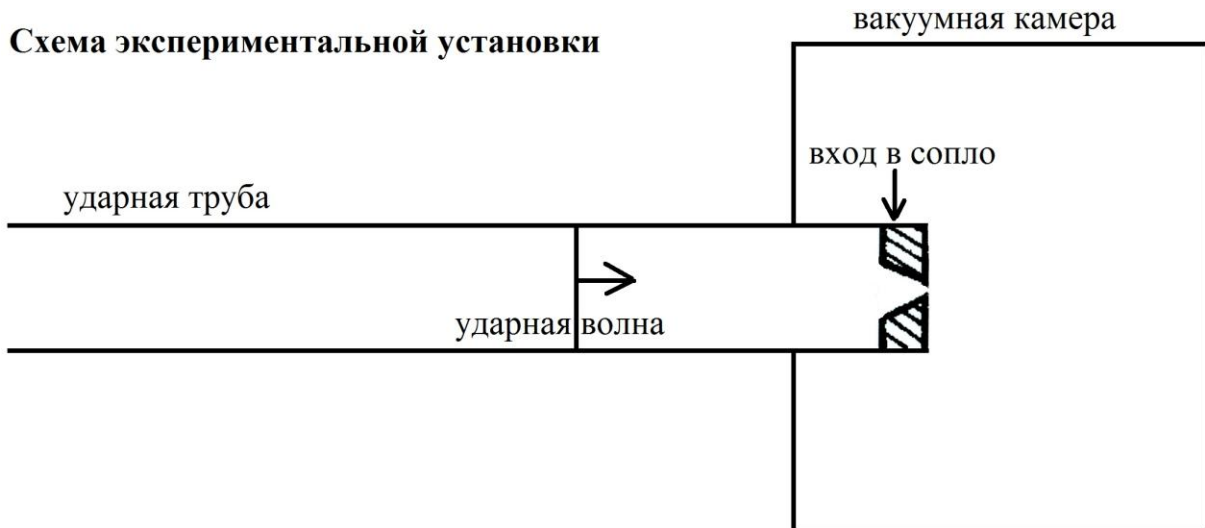 вакуумная камера
Схема экспериментальной установки
вход в сопло
ударная труба
ударная волна